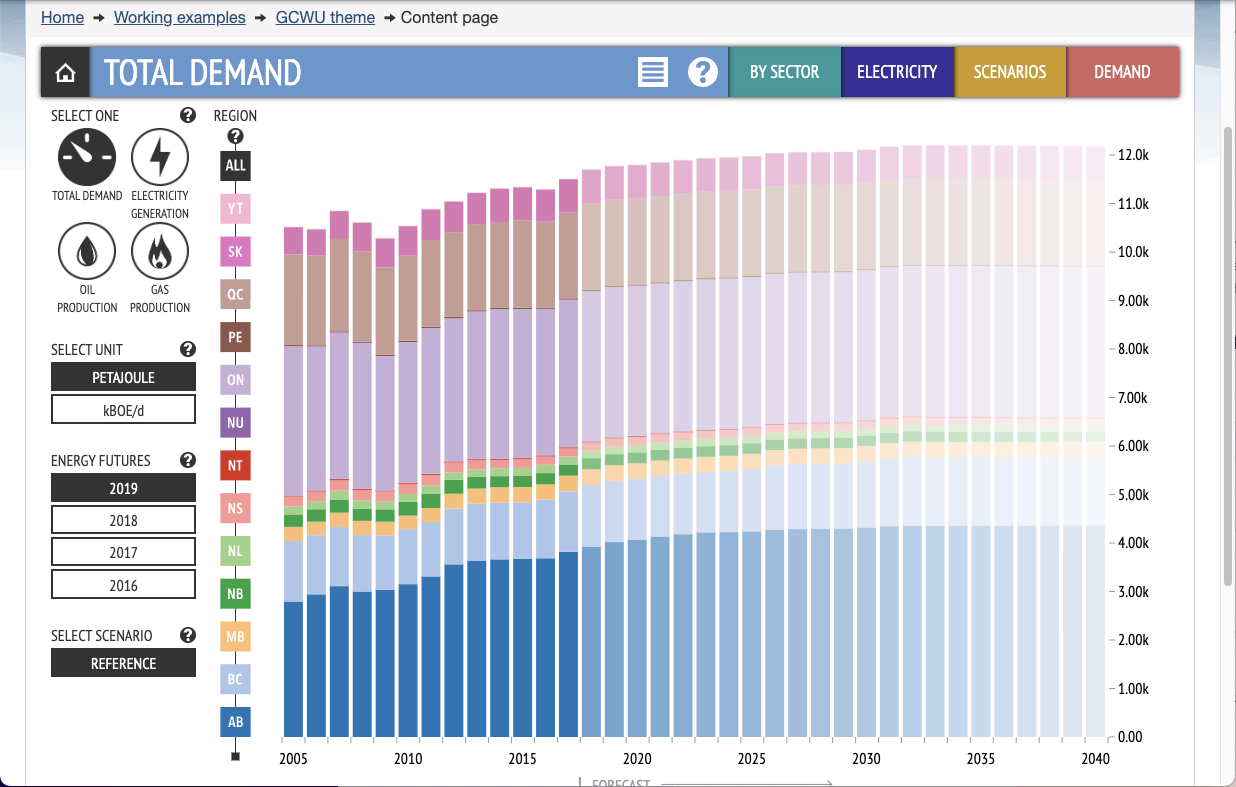 Home → Working examples → GCWU theme → Content page
TOTAL DEMAND
?
BY SECTOR
ELECTRICITY
SCENARIOS
DEMAND
SELECT ONE ?
TOTAL DEMAND
ELECTRICITY
GENERATION
OIL
PRODUCTION
GAS
PRODUCTION
SELECT UNIT ?
PETAJOULE
kBOE/d
ENERGY FUTURES ?
2019
2018
2017
2016
SELECT SCENARIO ?
REFERENCE
REGION
?
ALL
YT
SK
QC
PE
ON
NU
NT
NS
NL
NB
MB
BC
AB
12.0k
11.0k
10.0k
9.00k
8.00k
7.00k
6.00k
5.00k
4.00k
3.00k
2.00k
1.00k
0.00
2005 2010 2015 2020 2025 2030 2035 2040
FORECAST